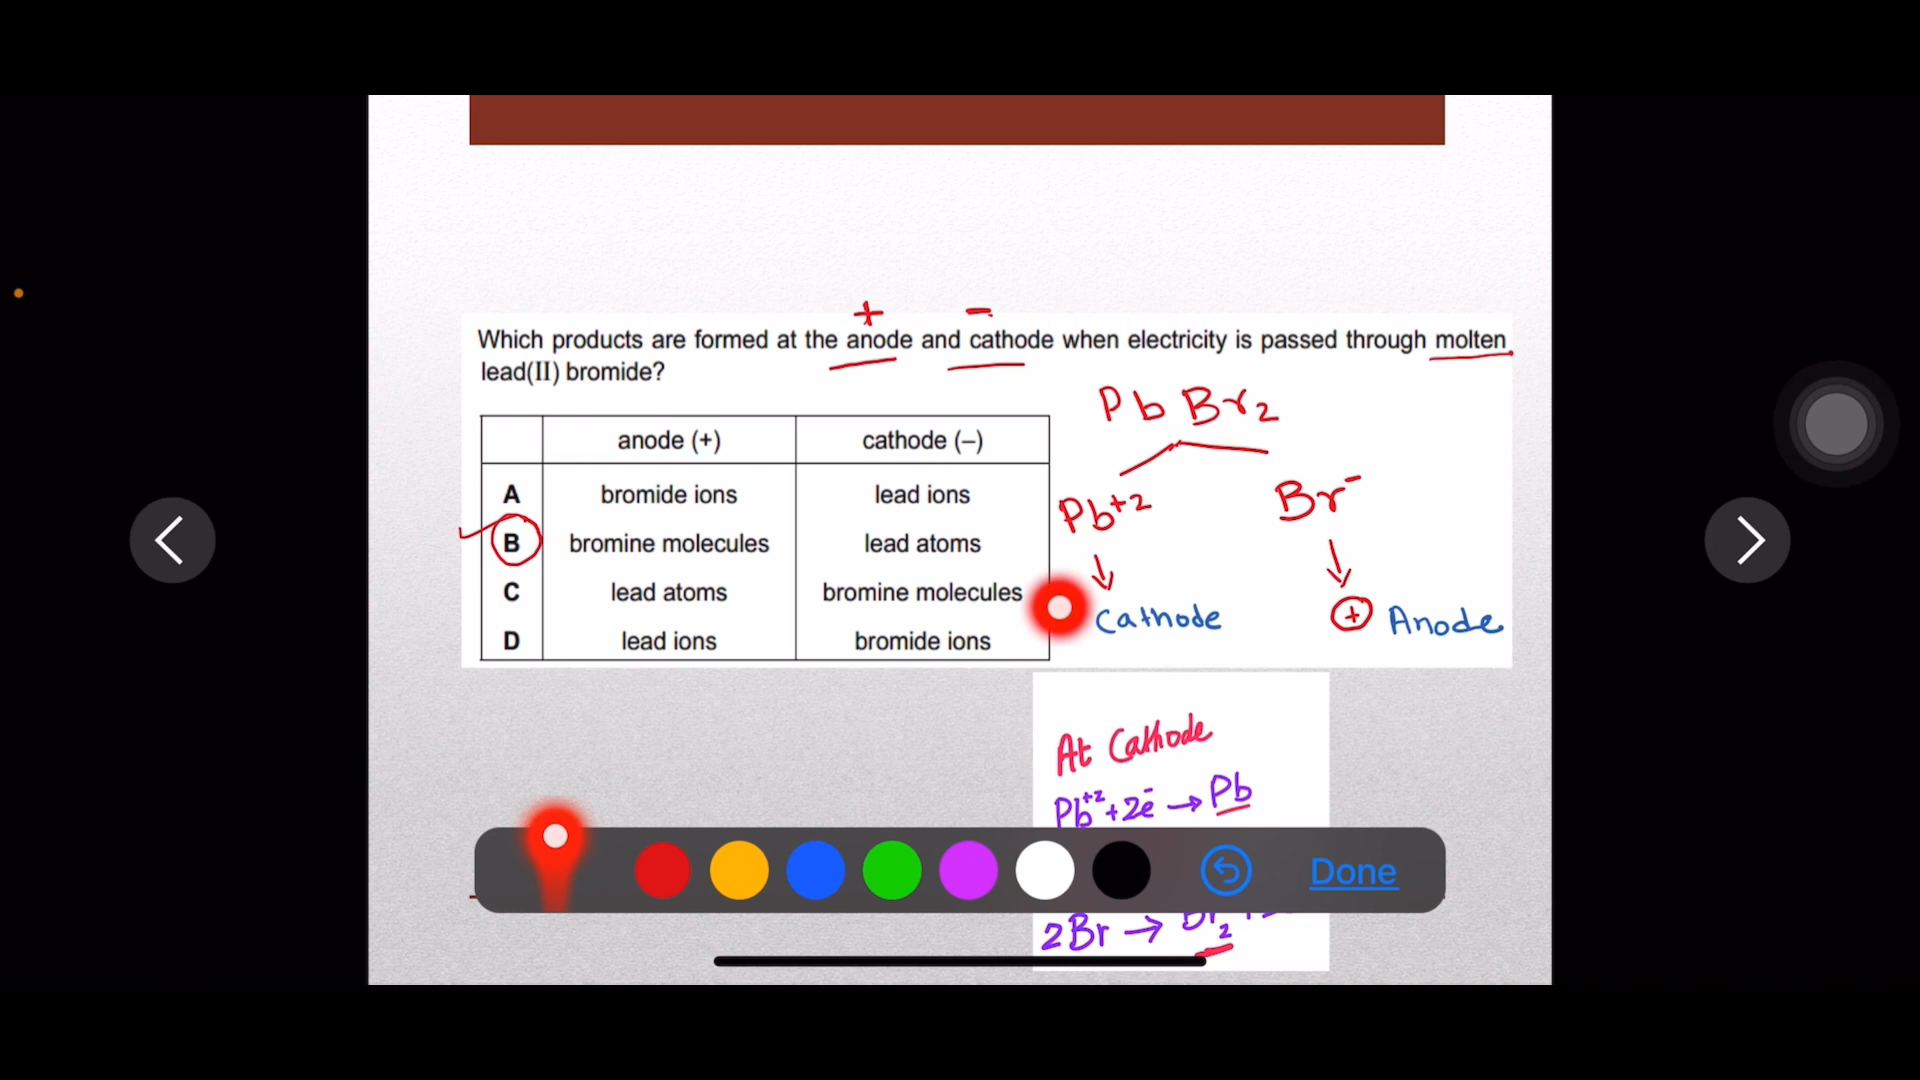 + -
Which products are formed at the anode and cathode when electricity is passed through molten
lead(II) bromide?
anode (+) cathode (–)
A bromide ions lead ions
B bromine molecules lead atoms
C lead atoms bromine molecules
D lead ions bromide ions
PbBr2
Pb+2 Br-
Cathode + Anode
At Cathode
Pb+2+2e- → Pb
Done
2Br → Br2 +